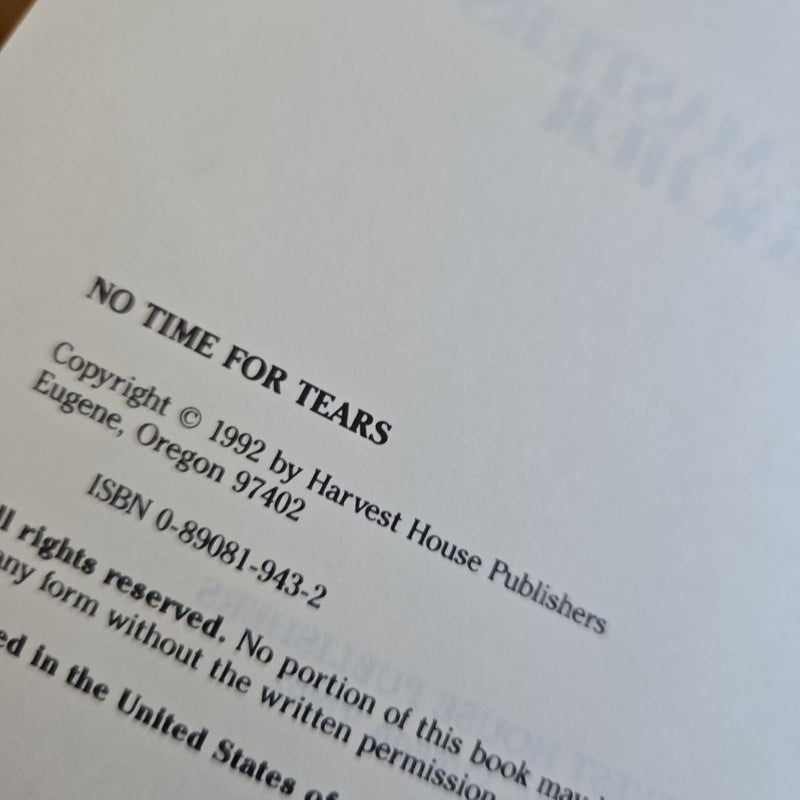 NO TIME FOR TEARS
Copyright © 1992 by Harvest House Publishers
Eugene, Oregon 97402
ISBN 0-89081-943-2
rights reserved. No portion of this book may
any form without the written permission
in the United States of